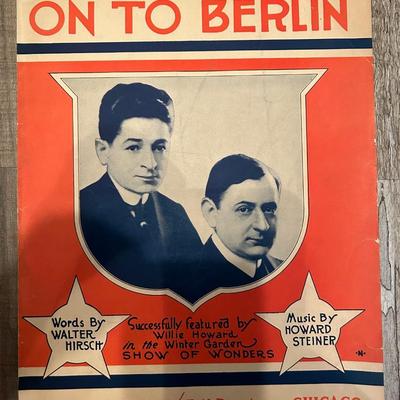 ON TO BERLIN
Words By
WALTER
HIRSCH
Successfully featured by
Willie Howard
in the Winter Garden
SHOW OF WONDERS
Music By
HOWARD
STEINER
-N-
CHICAGO